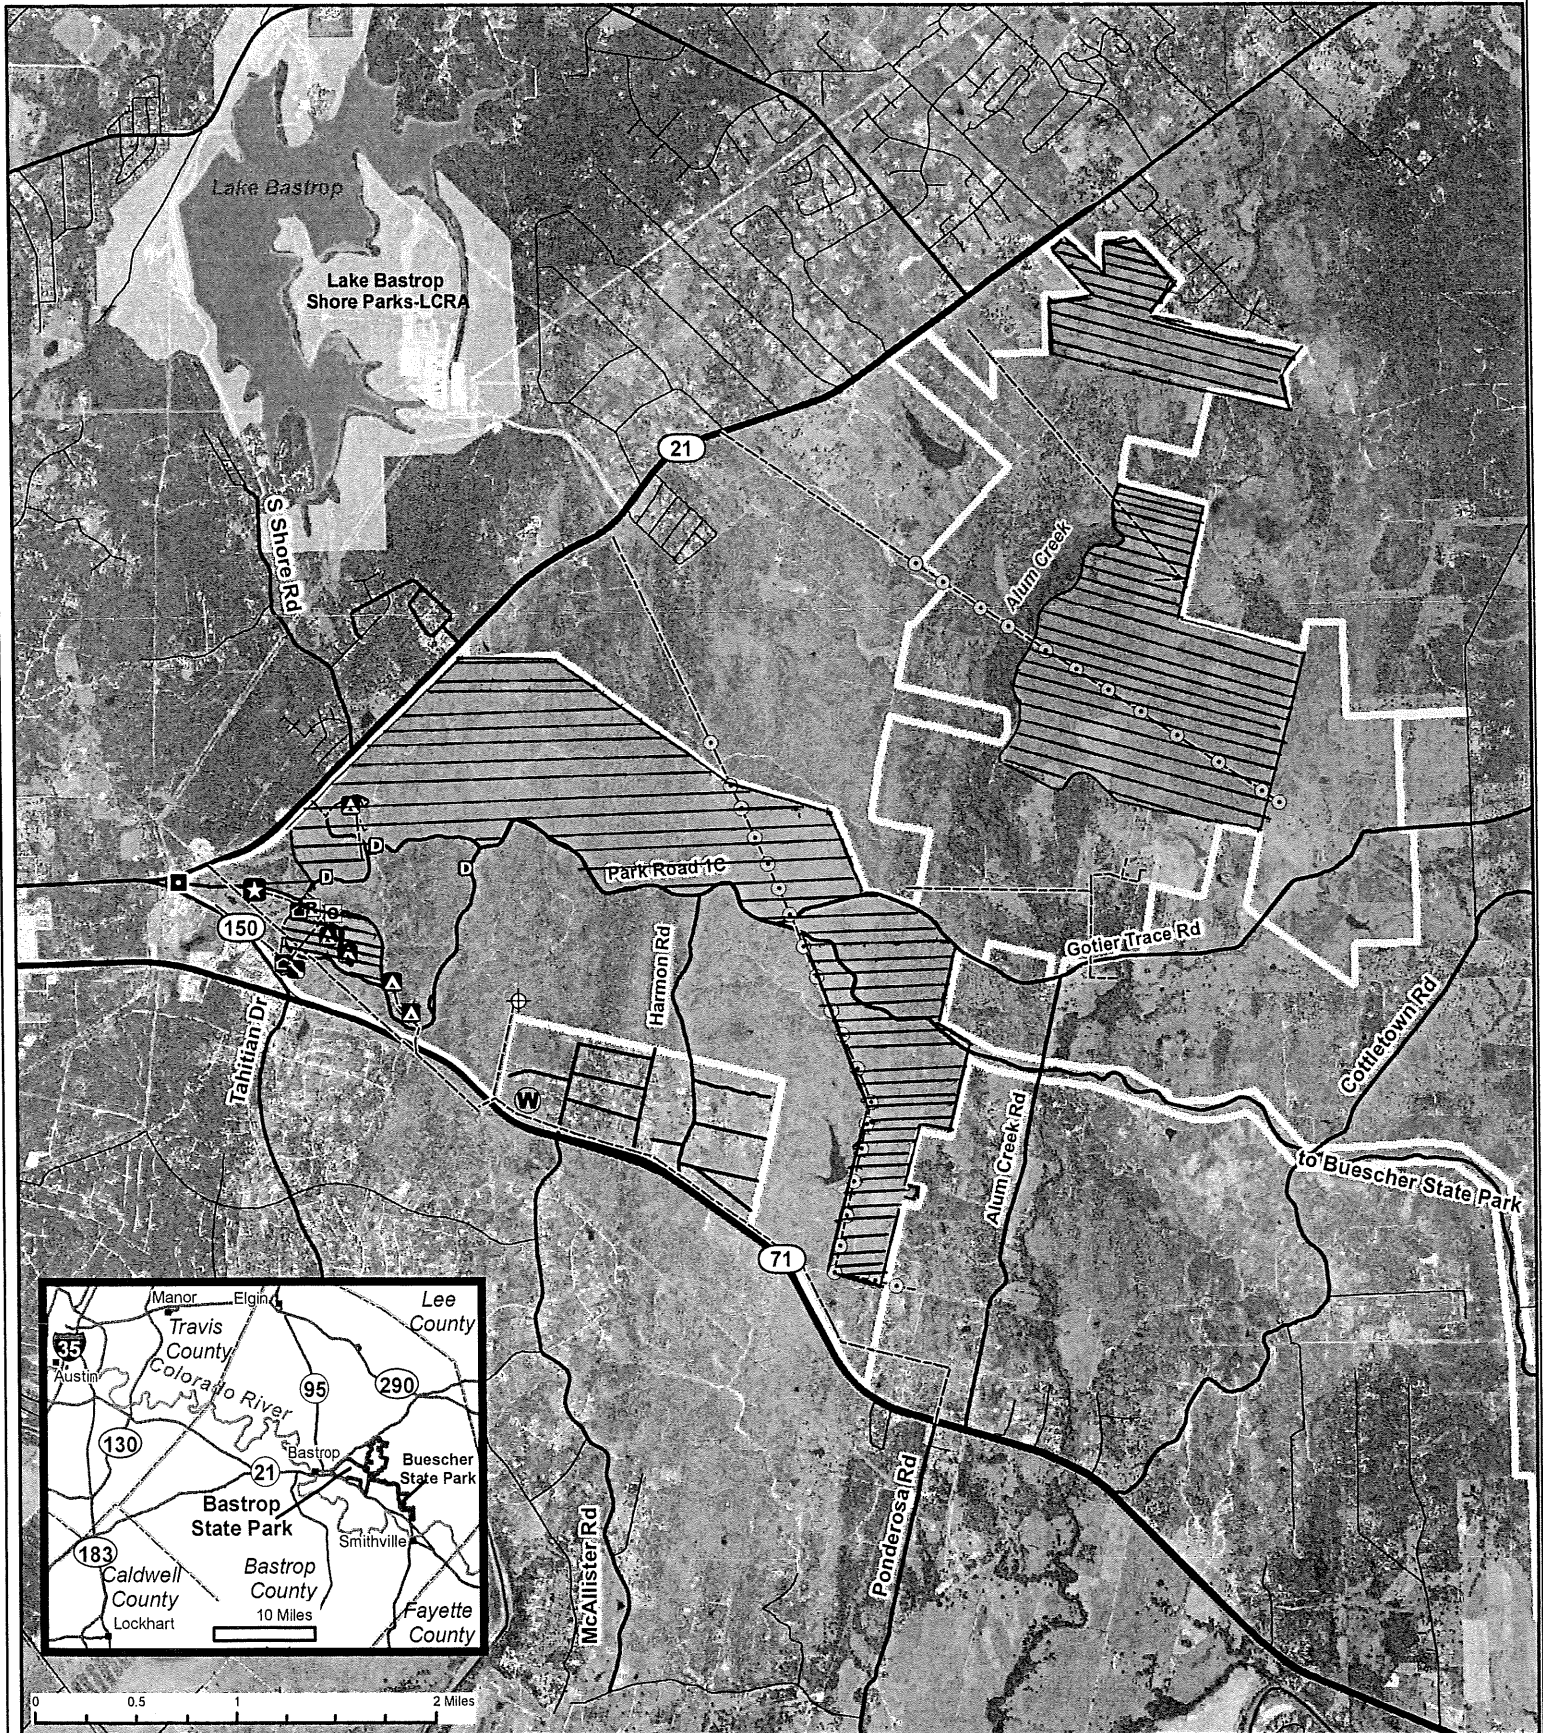 Lake Bastrop
Lake Bastrop
Shore Parks-LCRA
21
S Shore Rd
Alum Creek
D
D
D
Park Road 1C
150
Gotier Trace Rd
Harmon Rd
Tahitian Dr
W
Cottletown Rd
Alum Creek Rd
to Buescher State Park
71
Ponderosa Rd
McAllister Rd
Manor
Elgin
Lee
County
Travis
County
35
Austin
Colorado River
95
290
130
Bastrop
21
Buescher
State Park
Bastrop
State Park
Smithville
183
Caldwell
County
Bastrop
County
Lockhart
10 Miles
Fayette
County
0 0.5 1 2 Miles